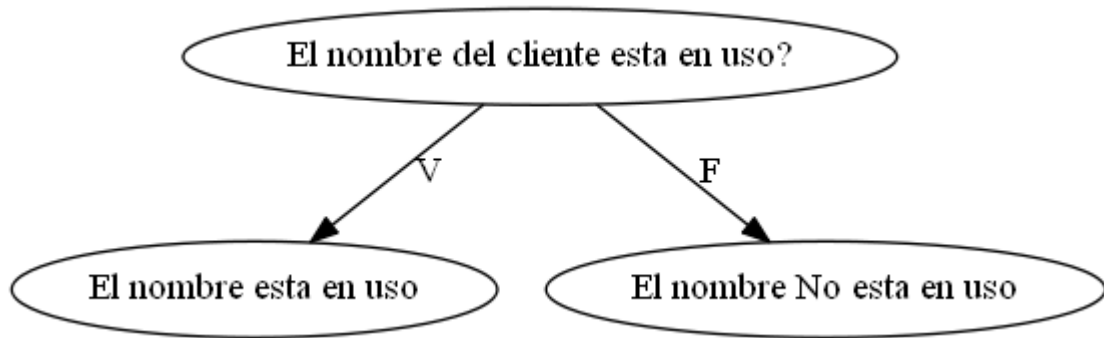 El nombre del cliente esta en uso?
V
F
El nombre esta en uso
El nombre No esta en uso